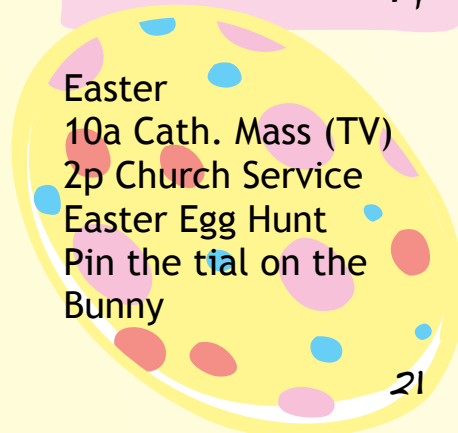 Easter
10a Cath. Mass (TV)
2p Church Service
Easter Egg Hunt
Pin the tial on the
Bunny
21